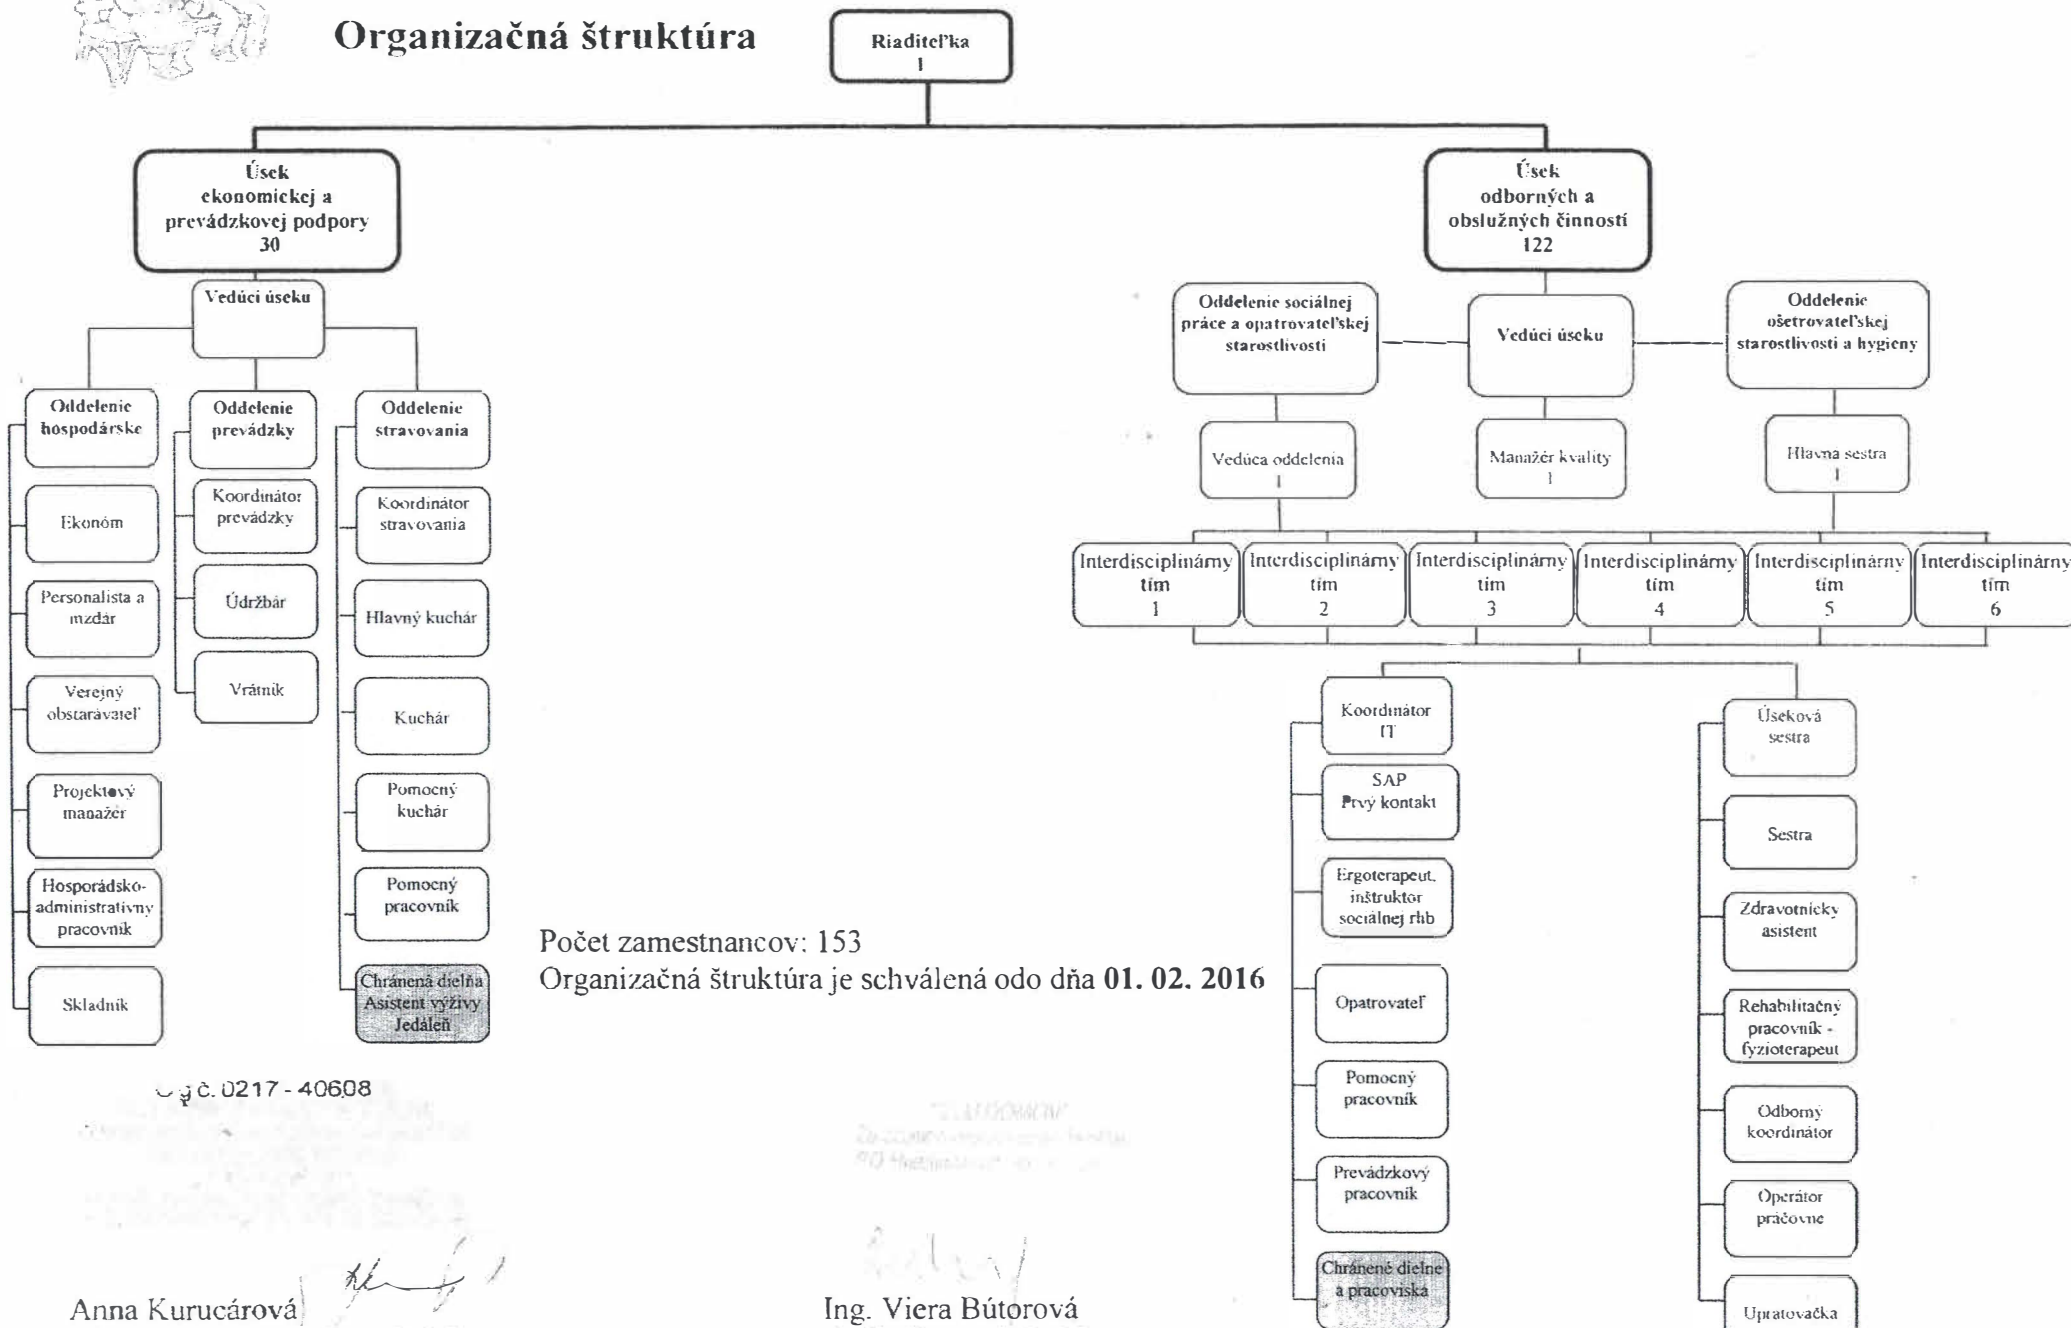 Organizačná štruktúra
Riaditeľka
1
Úsek
ekonomickej a
prevádzkovej podpory
30
Úsek
odborných a
obslužných činností
122
Vedúci úseku
Oddelenie sociálnej
práce a opatrovateľskej
starostlivosti
Vedúci úseku
Oddelenie
ošetrovateľskej
starostlivosti a hygieny
Oddelenie
hospodárske
Oddelenie
prevádzky
Oddelenie
stravovania
Vedúca oddelenia
1
Manažér kvality
1
Hlavná sestra
1
Ekonóm
Personalista a
mzdár
Verejný
obstarávateľ
Projektový
manažér
Hosporádsko-
administratívny
pracovník
Skladník
Koordinátor
prevádzky
Údržbár
Vrátnik
Koordinátor
stravovania
Hlavný kuchár
Kuchár
Pomocný
kuchár
Pomocný
pracovník
Chránená dielňa
Asistent výživy
Jedáleň
Interdisciplinárny
tím
1
Interdisciplinárny
tím
2
Interdisciplinárny
tím
3
Interdisciplinárny
tím
4
Interdisciplinárny
tím
5
Interdisciplinárny
tím
6
Koordinátor
IT
SAP
Prvý kontakt
Ergoterapeut,
inštruktor
sociálnej rhb
Opatrovateľ
Pomocný
pracovník
Prevádzkový
pracovník
Chránené dielne
a pracoviská
Úseková
sestra
Sestra
Zdravotnícky
asistent
Rehabilitačný
pracovník -
fyzioterapeut
Odborný
koordinátor
Operátor
práčovne
Upratovačka
Počet zamestnancov: 153
Organizačná štruktúra je schválená odo dňa 01. 02. 2016
č. 0217 - 40608
Anna Kurucárová
Ing. Viera Bútorová